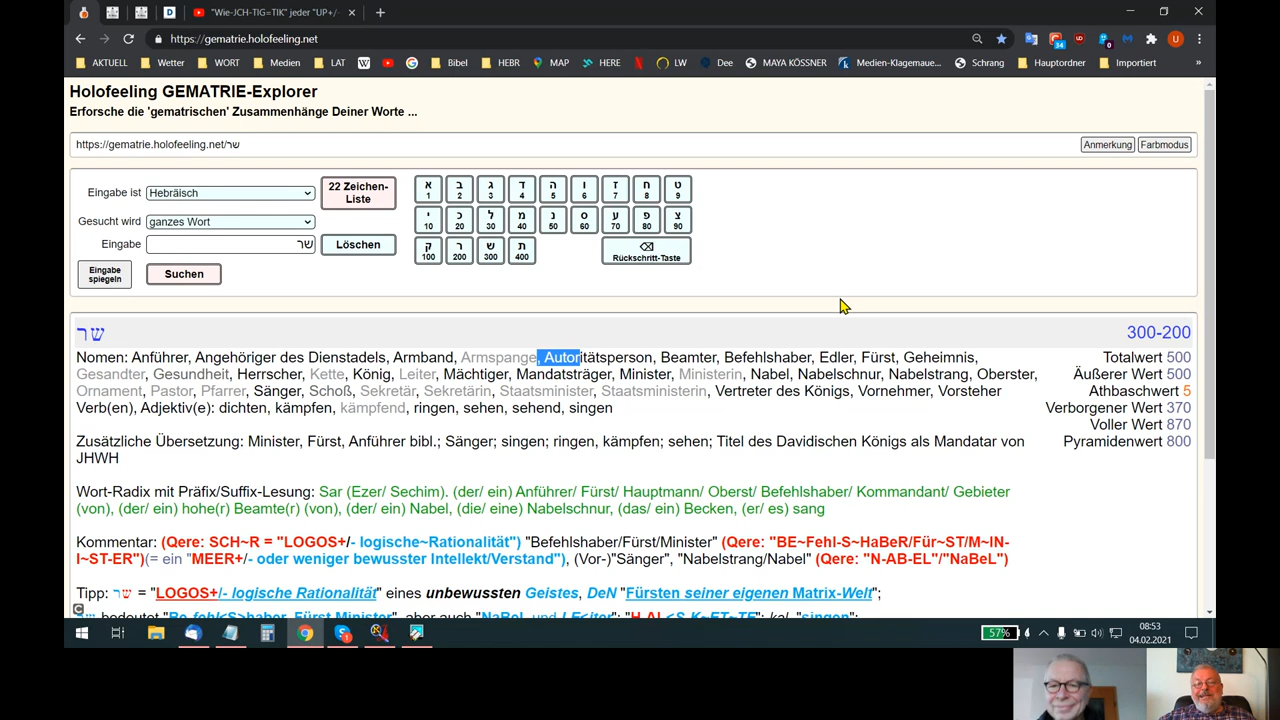 "Wie-JCH-TIG=TIK" jeder "UP+/-
https://gematrie.holofeeling.net
AKTUELL Wetter WORT Medien LAT Bibel HEBR MAP HERE LW Dee MAYA KÖSSNER Medien-Klagemaue... Schrang Hauptordner Importiert »
Holofeeling GEMATRIE-Explorer
Erforsche die 'gematrischen' Zusammenhänge Deiner Worte ...
https://gematrie.holofeeling.net/שר Anmerkung Farbmodus
Eingabe ist Hebräisch 22 Zeichen-Liste
א ב ג ד ה ו ז ח ט
1 2 3 4 5 6 7 8 9
Gesucht wird ganzes Wort
י כ ל מ נ ס ע פ צ
10 20 30 40 50 60 70 80 90
Eingabe שר Löschen
ק ר ש ת
100 200 300 400 Rückschritt-Taste
Eingabe spiegeln Suchen
שר 300-200
Nomen: Anführer, Angehöriger des Dienstadels, Armband, Armspange, Autoritätsperson, Beamter, Befehlshaber, Edler, Fürst, Geheimnis, Totalwert 500
Gesandter, Gesundheit, Herrscher, Kette, König, Leiter, Mächtiger, Mandatsträger, Minister, Ministerin, Nabel, Nabelschnur, Nabelstrang, Oberster, Äußerer Wert 500
Ornament, Pastor, Pfarrer, Sänger, Schoß, Sekretär, Sekretärin, Staatsminister, Staatsministerin, Vertreter des Königs, Vornehmer, Vorsteher Athbaschwert 5
Verb(en), Adjektiv(e): dichten, kämpfen, kämpfend, ringen, sehen, sehend, singen Verborgener Wert 370
Voller Wert 870
Zusätzliche Übersetzung: Minister, Fürst, Anführer bibl.; Sänger; singen; ringen, kämpfen; sehen; Titel des Davidischen Königs als Mandatar von Pyramidenwert 800
JHWH
Wort-Radix mit Präfix/Suffix-Lesung: Sar (Ezer/ Sechim). (der/ ein) Anführer/ Fürst/ Hauptmann/ Oberst/ Befehlshaber/ Kommandant/ Gebieter
(von), (der/ ein) hohe(r) Beamte(r) (von), (der/ ein) Nabel, (die/ eine) Nabelschnur, (das/ ein) Becken, (er/ es) sang
Kommentar: (Qere: SCH~R = "LOGOS+/- logische~Rationalität") "Befehlshaber/Fürst/Minister" (Qere: "BE~Fehl-S~HaBeR/Für~ST/M~IN-
I~ST-ER")(= ein "MEER+/- oder weniger bewusster Intellekt/Verstand"), (Vor-)"Sänger", "Nabelstrang/Nabel" (Qere: "N-AB-EL"/"NaBeL")
Tipp: שר = "LOGOS+/- logische Rationalität" eines unbewussten Geistes, DeN "Fürsten seiner eigenen Matrix-Welt";
57% 08:53
04.02.2021